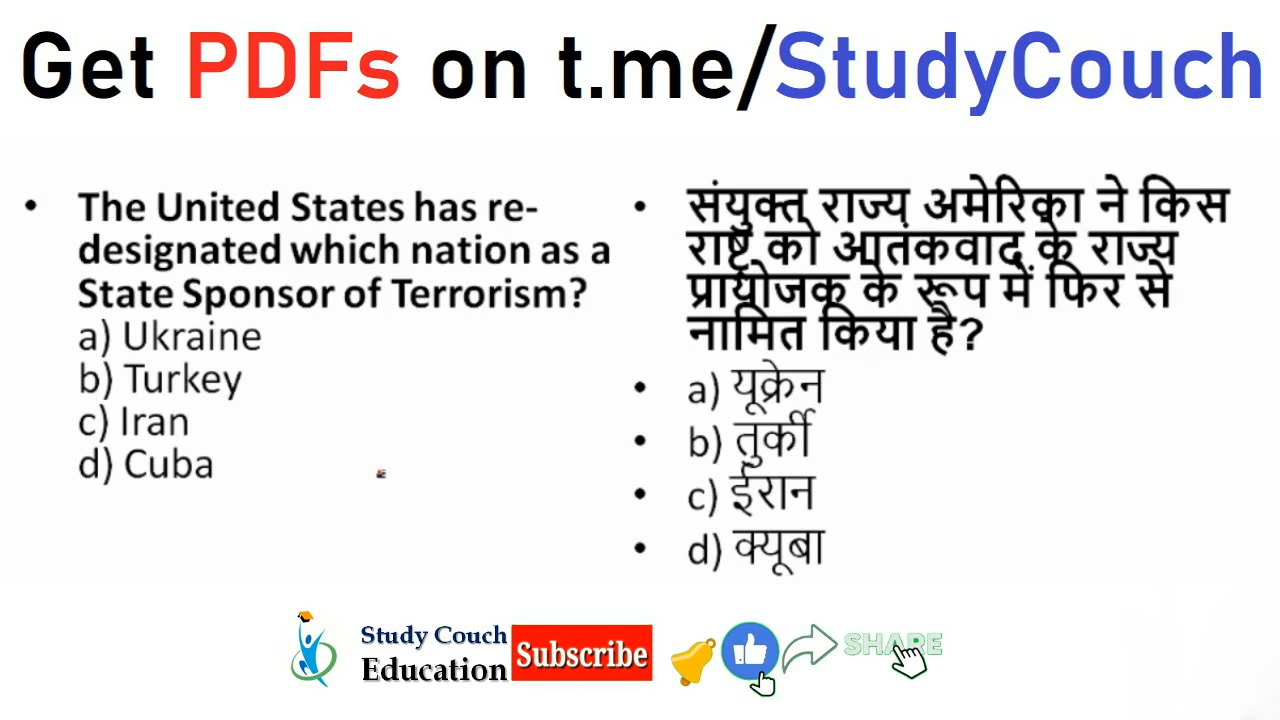 Get PDFs on t.me/StudyCouch
• The United States has re-
designated which nation as a
State Sponsor of Terrorism?
a) Ukraine
b) Turkey
c) Iran
d) Cuba
• संयुक्त राज्य अमेरिका ने किस
राष्ट्र को आतंकवाद के राज्य
प्रायोजक के रूप में फिर से
नामित किया है?
• a) यूक्रेन
• b) तुर्की
• c) ईरान
• d) क्यूबा
Study Couch
Education
Subscribe
SHARE